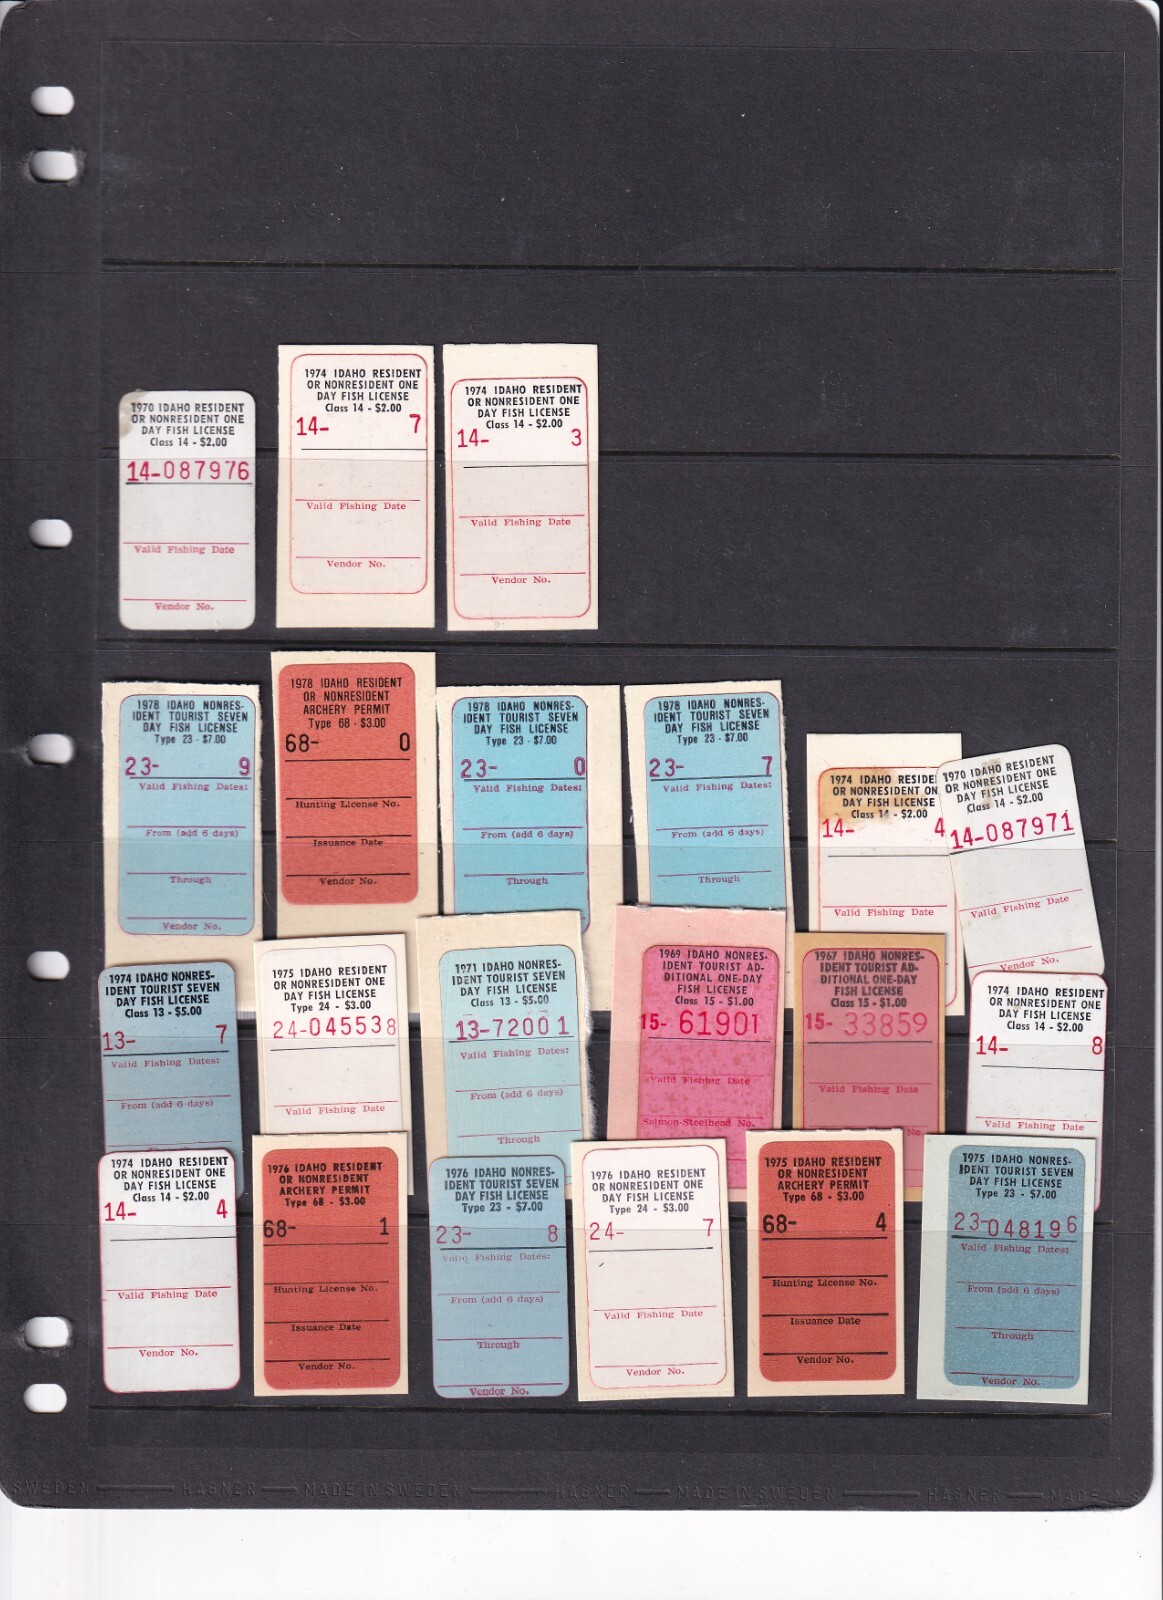 1970 IDAHO RESIDENT
OR NONRESIDENT ONE
DAY FISH LICENSE
Class 14 - $2.00
14-087976
Valid Fishing Date
Vendor No.
1974 IDAHO RESIDENT
OR NONRESIDENT ONE
DAY FISH LICENSE
Class 14 - $2.00
14- 7
Valid Fishing Date
Vendor No.
1974 IDAHO RESIDENT
OR NONRESIDENT ONE
DAY FISH LICENSE
Class 14 - $2.00
14- 3
Valid Fishing Date
Vendor No.
1978 IDAHO NONRES-
IDENT TOURIST SEVEN
DAY FISH LICENSE
Type 23 - $7.00
23- 9
Valid Fishing Dates:
From (add 6 days)
Through
Vendor No.
1978 IDAHO RESIDENT
OR NONRESIDENT
ARCHERY PERMIT
Type 68 - $3.00
68- 0
Hunting License No.
Issuance Date
Vendor No.
1978 IDAHO NONRES-
IDENT TOURIST SEVEN
DAY FISH LICENSE
Type 23 - $7.00
23- 0
Valid Fishing Dates:
From (add 6 days)
Through
1978 IDAHO NONRES-
IDENT TOURIST SEVEN
DAY FISH LICENSE
Type 23 - $7.00
23- 7
Valid Fishing Dates:
From (add 6 days)
Through
1974 IDAHO RESIDE
OR NONRESIDENT ON
DAY FISH LICENSE
Class 14 - $2.00
14- 4
Valid Fishing Date
1970 IDAHO RESIDENT
OR NONRESIDENT ONE
DAY FISH LICENSE
Class 14 - $2.00
14-087971
Valid Fishing Date
Vendor No.
1974 IDAHO NONRES-
IDENT TOURIST SEVEN
DAY FISH LICENSE
Class 13 - $5.00
13- 7
Valid Fishing Dates:
From (add 6 days)
1975 IDAHO RESIDENT
OR NONRESIDENT ONE
DAY FISH LICENSE
Type 24 - $3.00
24-045538
Valid Fishing Date
1971 IDAHO NONRES-
IDENT TOURIST SEVEN
DAY FISH LICENSE
Class 13 - $5.00
13-72001
Valid Fishing Dates:
From (add 6 days)
Through
1969 IDAHO NONRES-
IDENT TOURIST AD-
DITIONAL ONE-DAY
FISH LICENSE
Class 15 - $1.00
15- 61901
Valid Fishing Date
Salmon-Steelhead No.
1967 IDAHO NONRES-
IDENT TOURIST AD-
DITIONAL ONE-DAY
FISH LICENSE
Class 15 - $1.00
15- 33859
Valid Fishing Date
No.
1974 IDAHO RESIDENT
OR NONRESIDENT ONE
DAY FISH LICENSE
Class 14 - $2.00
14- 8
Valid Fishing Date
1974 IDAHO RESIDENT
OR NONRESIDENT ONE
DAY FISH LICENSE
Class 14 - $2.00
14- 4
Valid Fishing Date
Vendor No.
1976 IDAHO RESIDENT
OR NONRESIDENT
ARCHERY PERMIT
Type 68 - $3.00
68- 1
Hunting License No.
Issuance Date
Vendor No.
1976 IDAHO NONRES-
IDENT TOURIST SEVEN
DAY FISH LICENSE
Type 23 - $7.00
23- 8
Valid Fishing Dates:
From (add 6 days)
Through
Vendor No.
1976 IDAHO RESIDENT
OR NONRESIDENT ONE
DAY FISH LICENSE
Type 24 - $3.00
24- 7
Valid Fishing Date
Vendor No.
1975 IDAHO RESIDENT
OR NONRESIDENT
ARCHERY PERMIT
Type 68 - $3.00
68- 4
Hunting License No.
Issuance Date
Vendor No.
1975 IDAHO NONRES-
IDENT TOURIST SEVEN
DAY FISH LICENSE
Type 23 - $7.00
23-048196
Valid Fishing Dates:
From (add 6 days)
Through
Vendor No.
SWEDEN HAGNER MADE IN SWEDEN HAGNER MADE IN SWEDEN HAGNER MADE IN S